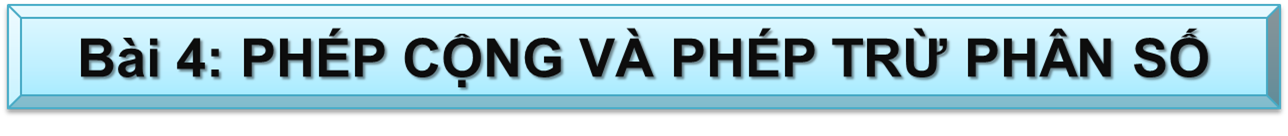 Bài 4: PHÉP CỘNG VÀ PHÉP TRỪ PHÂN SỐ